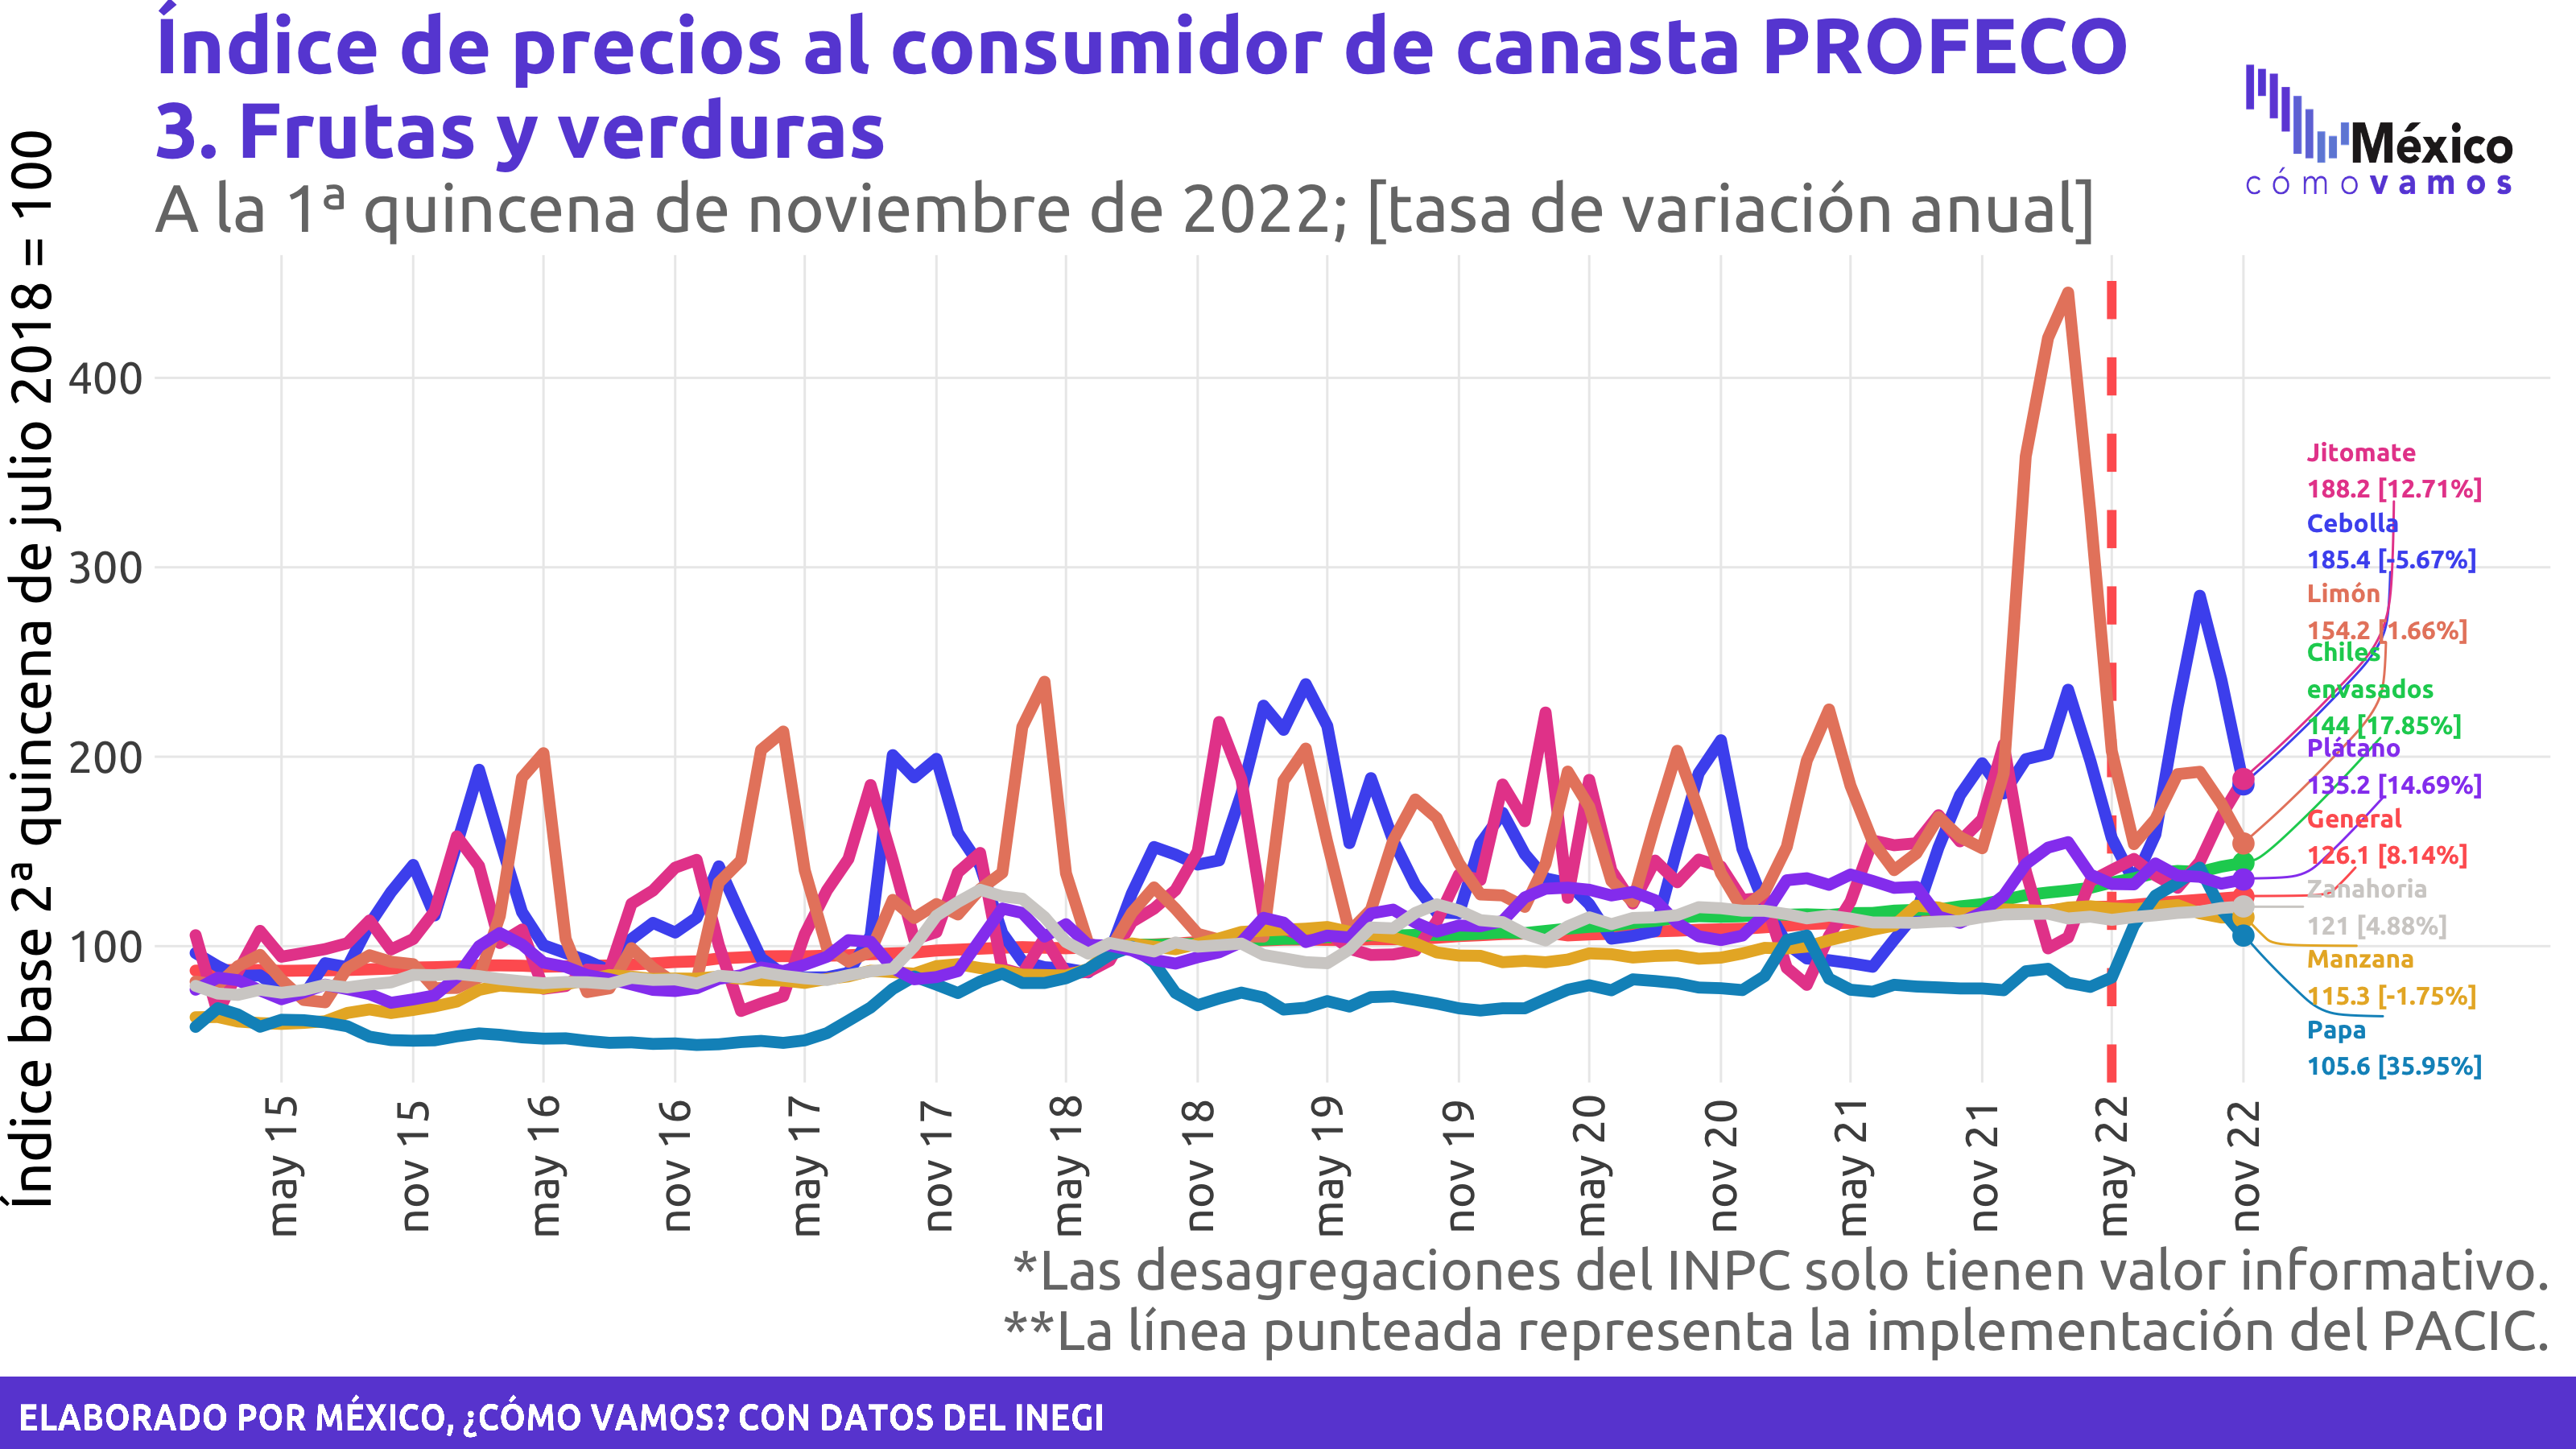 Índice de precios al consumidor de canasta PROFECO
3. Frutas y verduras
A la 1ª quincena de noviembre de 2022; [tasa de variación anual]
México
cómo vamos
Índice base 2ª quincena de julio 2018 = 100
400
300
200
100
Jitomate
188.2 [12.71%]
Cebolla
185.4 [-5.67%]
Limón
154.2 [1.66%]
Chiles
envasados
144 [17.85%]
Plátano
135.2 [14.69%]
General
126.1 [8.14%]
Zanahoria
121 [4.88%]
Manzana
115.3 [-1.75%]
Papa
105.6 [35.95%]
may 15
nov 15
may 16
nov 16
may 17
nov 17
may 18
nov 18
may 19
nov 19
may 20
nov 20
may 21
nov 21
may 22
nov 22
*Las desagregaciones del INPC solo tienen valor informativo.
**La línea punteada representa la implementación del PACIC.
ELABORADO POR MÉXICO, ¿CÓMO VAMOS? CON DATOS DEL INEGI